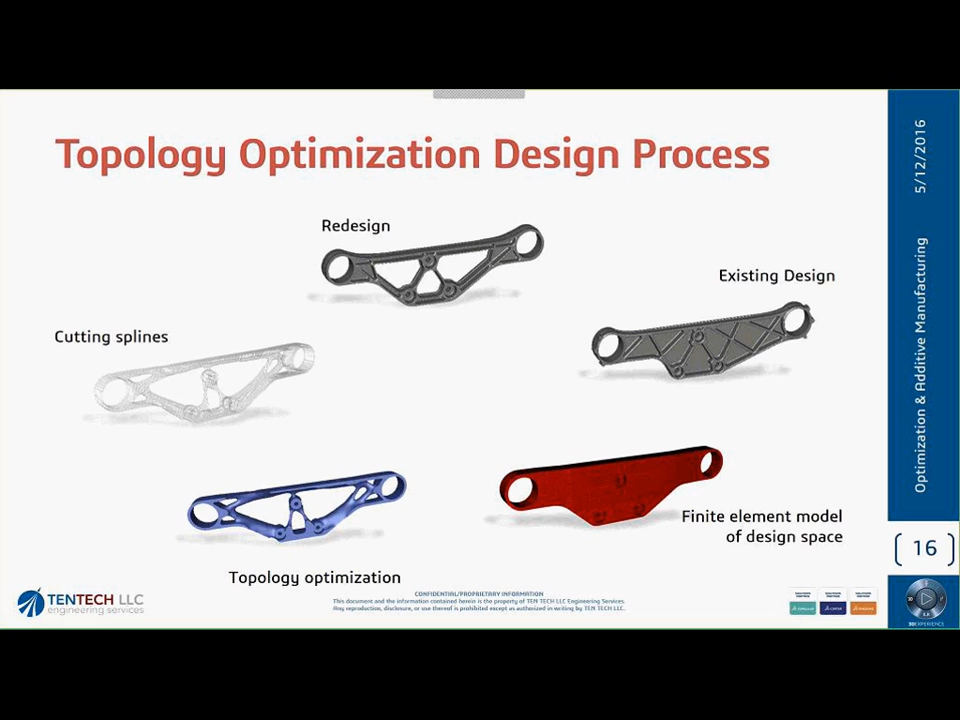 Topology Optimization Design Process
Redesign
Existing Design
Cutting splines
Finite element model
of design space
Topology optimization
TENTECH LLC
engineering services
CONFIDENTIAL/PROPRIETARY INFORMATION
This document and the information contained herein is the property of TEN TECH LLC Engineering Services.
Any reproduction, disclosure, or use thereof is prohibited except as authorized in writing by TEN TECH LLC.
5/12/2016
Optimization & Additive Manufacturing
16
3DEXPERIENCE